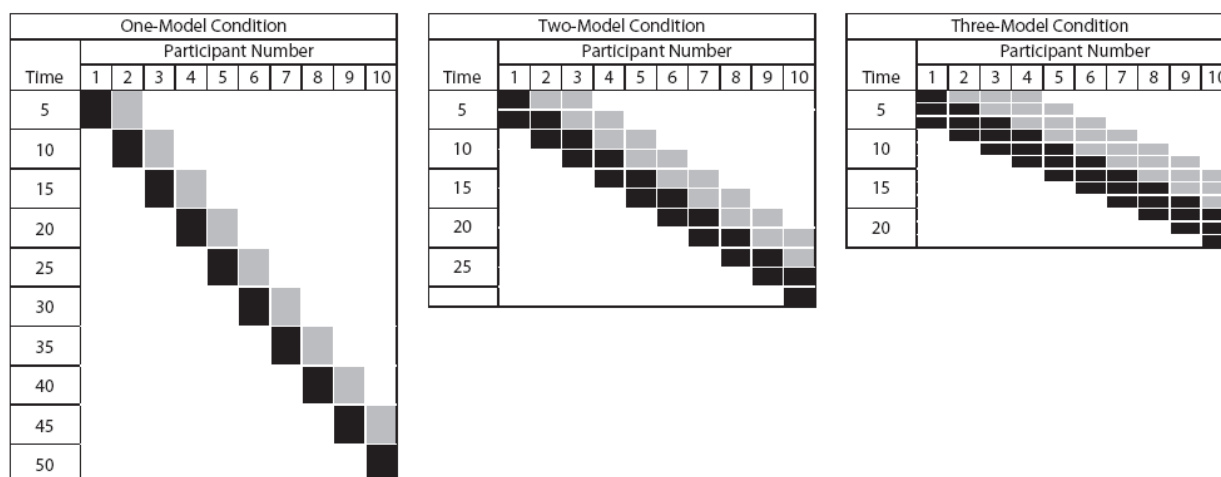 One-Model Condition
Participant Number
Time 1 2 3 4 5 6 7 8 9 10
5
10
15
20
25
30
35
40
45
50
Two-Model Condition
Participant Number
Time 1 2 3 4 5 6 7 8 9 10
5
10
15
20
25
Three-Model Condition
Participant Number
Time 1 2 3 4 5 6 7 8 9 10
5
10
15
20